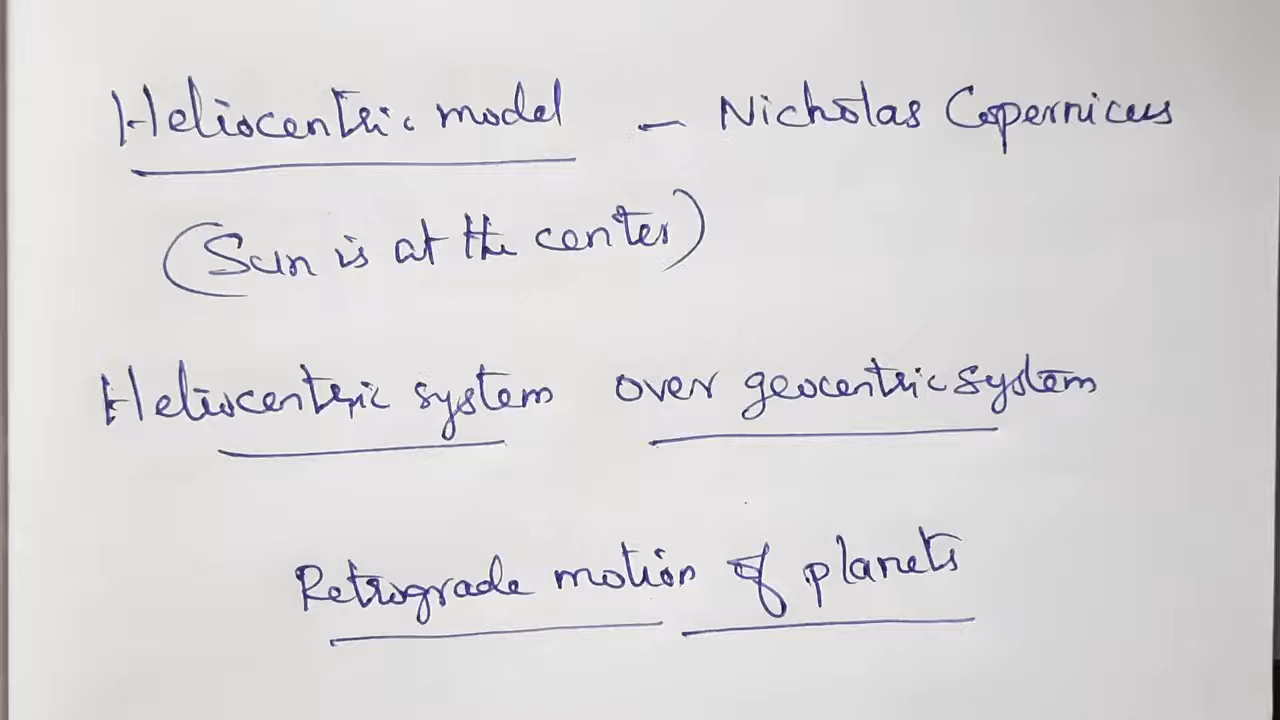 Heliocentric model - Nicholas Copernicus
(Sun is at the center)
Heliocentric system over geocentric system
Retrograde motion of planets